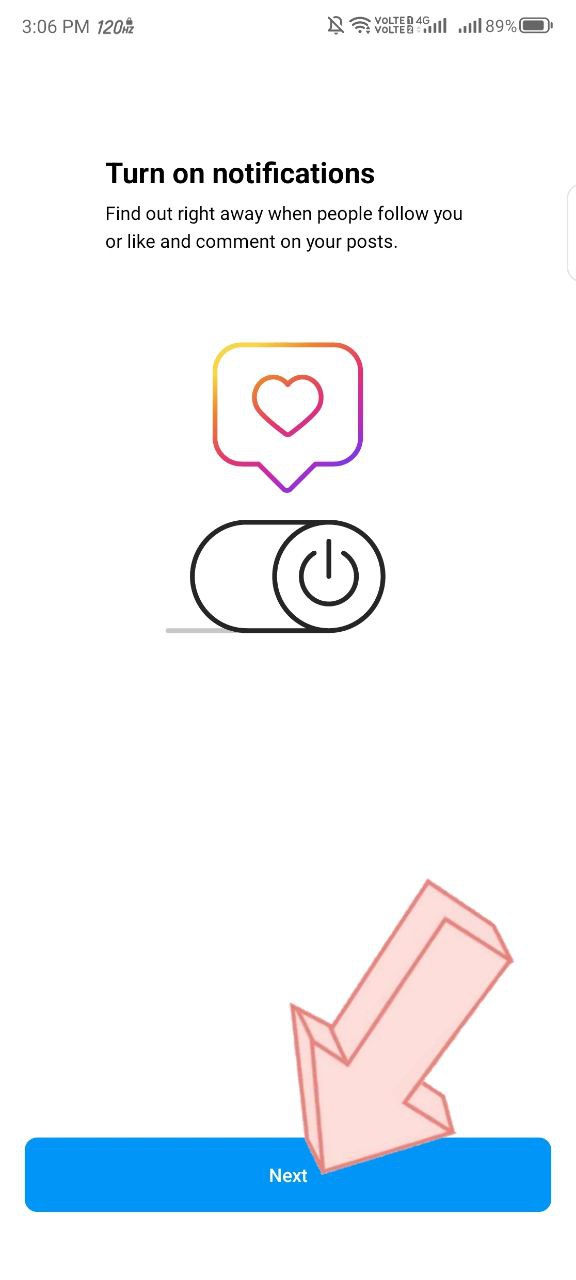 3:06 PM 120HZ
VOLTE 1 4G
VOLTE 2
89%
Turn on notifications
Find out right away when people follow you
or like and comment on your posts.
Next